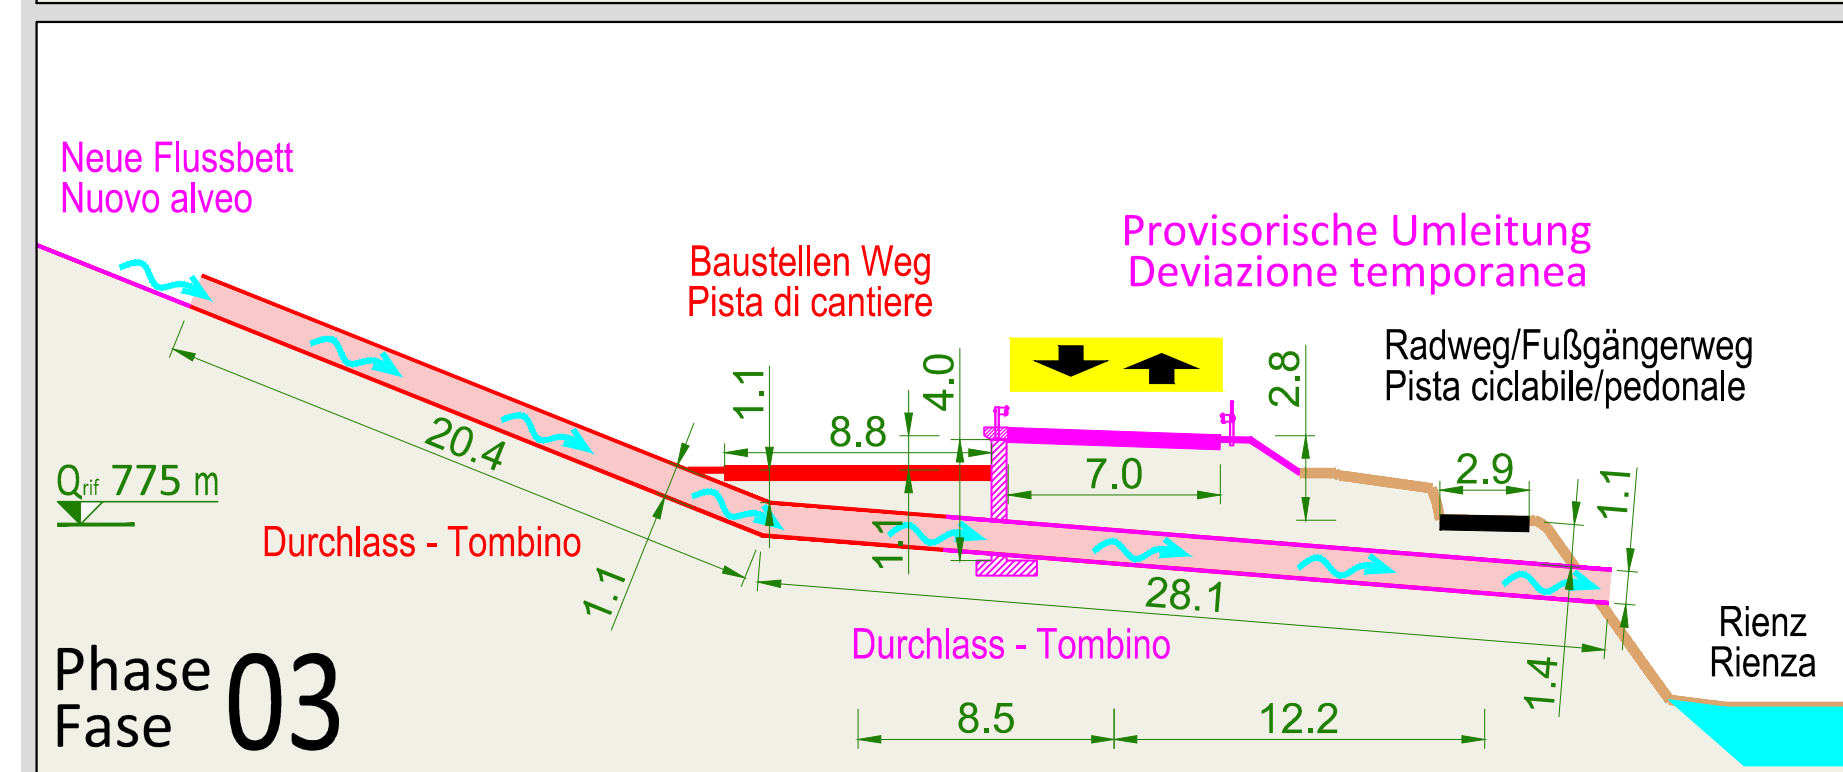 Neue Flussbett
Nuovo alveo
Provisorische Umleitung
Deviazione temporanea
Baustellen Weg
Pista di cantiere
Radweg/Fußgängerweg
Pista ciclabile/pedonale
1.1
4.0
2.8
8.8
20.4
7.0
2.9
1.1
Qrif 775 m
Durchlass - Tombino
1.1
1.1
28.1
Durchlass - Tombino
Rienz
Rienza
1.4
Phase
Fase
03
8.5
12.2